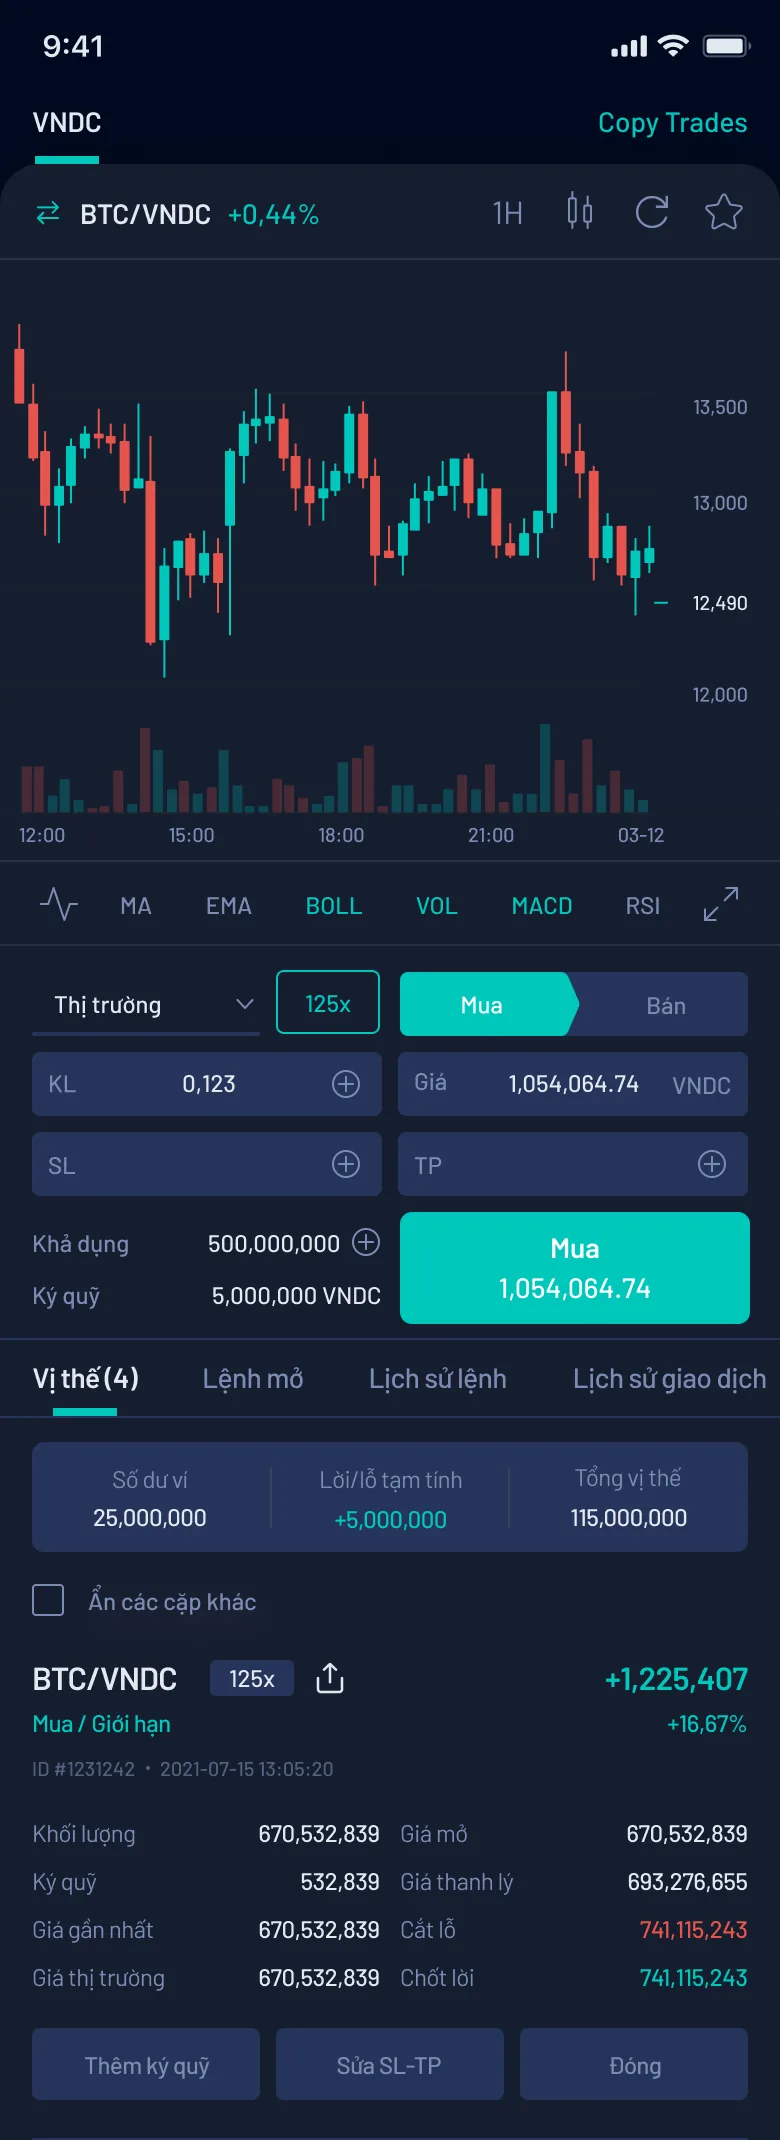 9:41
VNDC Copy Trades
BTC/VNDC +0,44% 1H
13,500
13,000
12,490
12,000
12:00 15:00 18:00 21:00 03-12
MA EMA BOLL VOL MACD RSI
Thị trường 125x Mua Bán
KL 0,123 Giá 1,054,064.74 VNDC
SL TP
Khả dụng 500,000,000
Ký quỹ 5,000,000 VNDC
Mua
1,054,064.74
Vị thế (4) Lệnh mở Lịch sử lệnh Lịch sử giao dịch
Số dư ví Lời/lỗ tạm tính Tổng vị thế
25,000,000 +5,000,000 115,000,000
Ẩn các cặp khác
BTC/VNDC 125x +1,225,407
Mua / Giới hạn +16,67%
ID #1231242 • 2021-07-15 13:05:20
Khối lượng 670,532,839 Giá mở 670,532,839
Ký quỹ 532,839 Giá thanh lý 693,276,655
Giá gần nhất 670,532,839 Cắt lỗ 741,115,243
Giá thị trường 670,532,839 Chốt lời 741,115,243
Thêm ký quỹ Sửa SL-TP Đóng